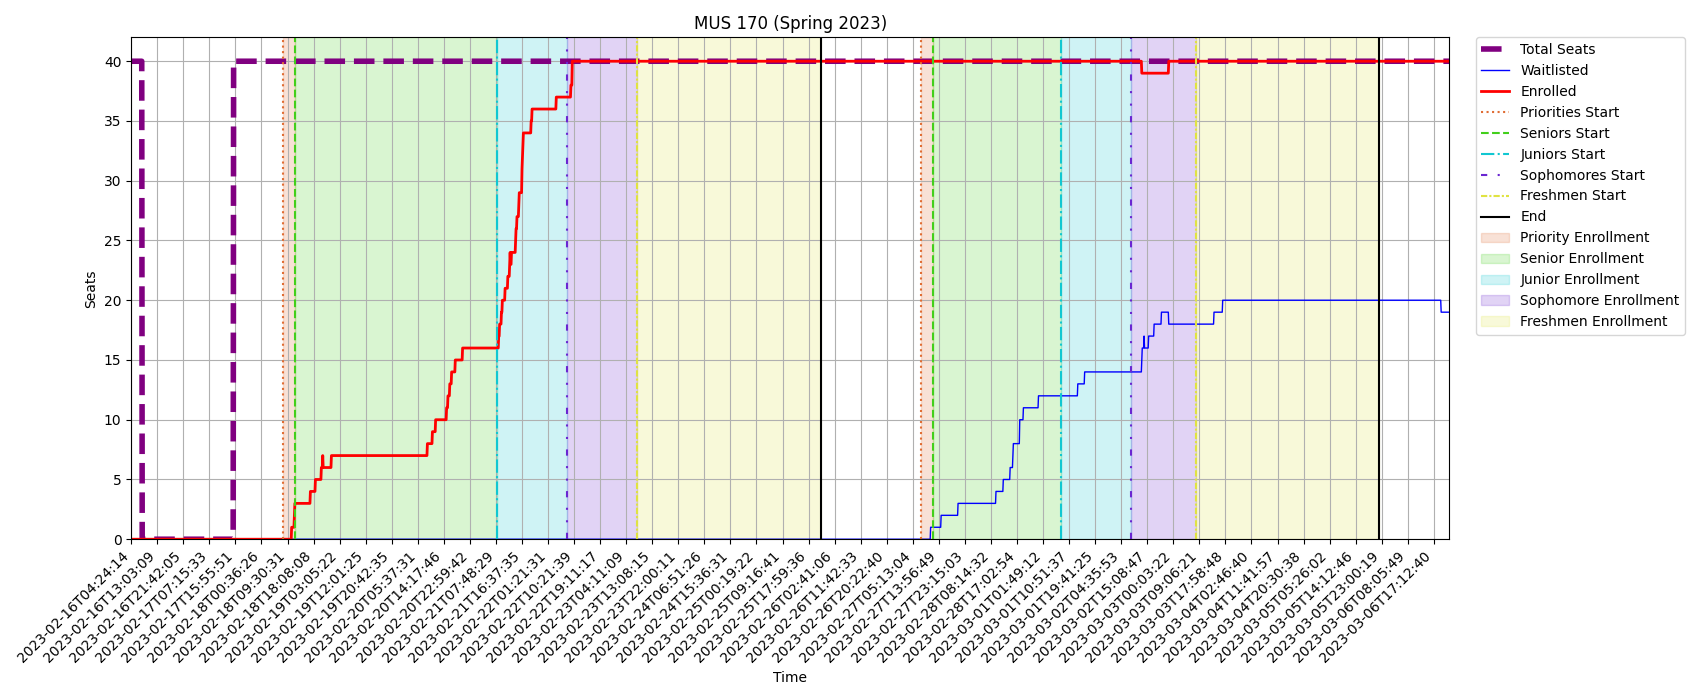 MUS 170 (Spring 2023)
Seats
40
35
30
25
20
15
10
5
0
2023-02-16T04:24:14
2023-02-16T13:03:09
2023-02-16T21:42:05
2023-02-17T07:15:33
2023-02-17T15:55:51
2023-02-18T00:36:26
2023-02-18T09:30:31
2023-02-18T18:08:08
2023-02-19T03:05:22
2023-02-19T12:01:25
2023-02-19T20:42:35
2023-02-20T05:37:31
2023-02-20T14:17:46
2023-02-20T22:59:42
2023-02-21T07:48:29
2023-02-21T16:37:35
2023-02-22T01:21:31
2023-02-22T10:21:39
2023-02-22T19:11:17
2023-02-23T04:11:09
2023-02-23T13:08:15
2023-02-23T22:00:11
2023-02-24T06:51:26
2023-02-24T15:36:31
2023-02-25T00:19:22
2023-02-25T09:16:41
2023-02-25T17:59:36
2023-02-26T02:41:06
2023-02-26T11:42:33
2023-02-26T20:22:40
2023-02-27T05:13:04
2023-02-27T13:56:49
2023-02-27T23:15:03
2023-02-28T08:14:32
2023-02-28T17:02:54
2023-03-01T01:49:12
2023-03-01T10:51:37
2023-03-01T19:41:25
2023-03-02T04:35:53
2023-03-02T15:08:47
2023-03-03T00:03:22
2023-03-03T09:06:21
2023-03-03T17:58:48
2023-03-04T02:46:40
2023-03-04T11:41:57
2023-03-04T20:30:38
2023-03-05T05:26:02
2023-03-05T14:12:46
2023-03-05T23:00:19
2023-03-06T08:05:49
2023-03-06T17:12:40
Time
Total Seats
Waitlisted
Enrolled
Priorities Start
Seniors Start
Juniors Start
Sophomores Start
Freshmen Start
End
Priority Enrollment
Senior Enrollment
Junior Enrollment
Sophomore Enrollment
Freshmen Enrollment